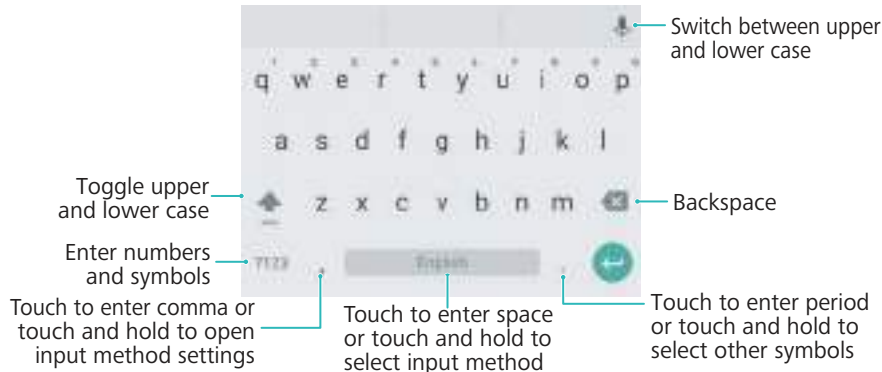 Switch between upper
and lower case
q w e r t y u i o p
a s d f g h j k l
Toggle upper
and lower case
z x c v b n m
Backspace
Enter numbers
and symbols
?123 , English .
Touch to enter comma or
touch and hold to open
input method settings
Touch to enter space
or touch and hold to
select input method
Touch to enter period
or touch and hold to
select other symbols